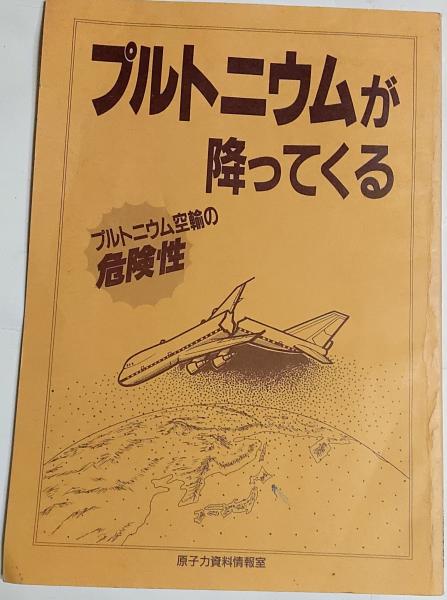 プルトニウムが
降ってくる
プルトニウム空輸の
危険性
原子力資料情報室